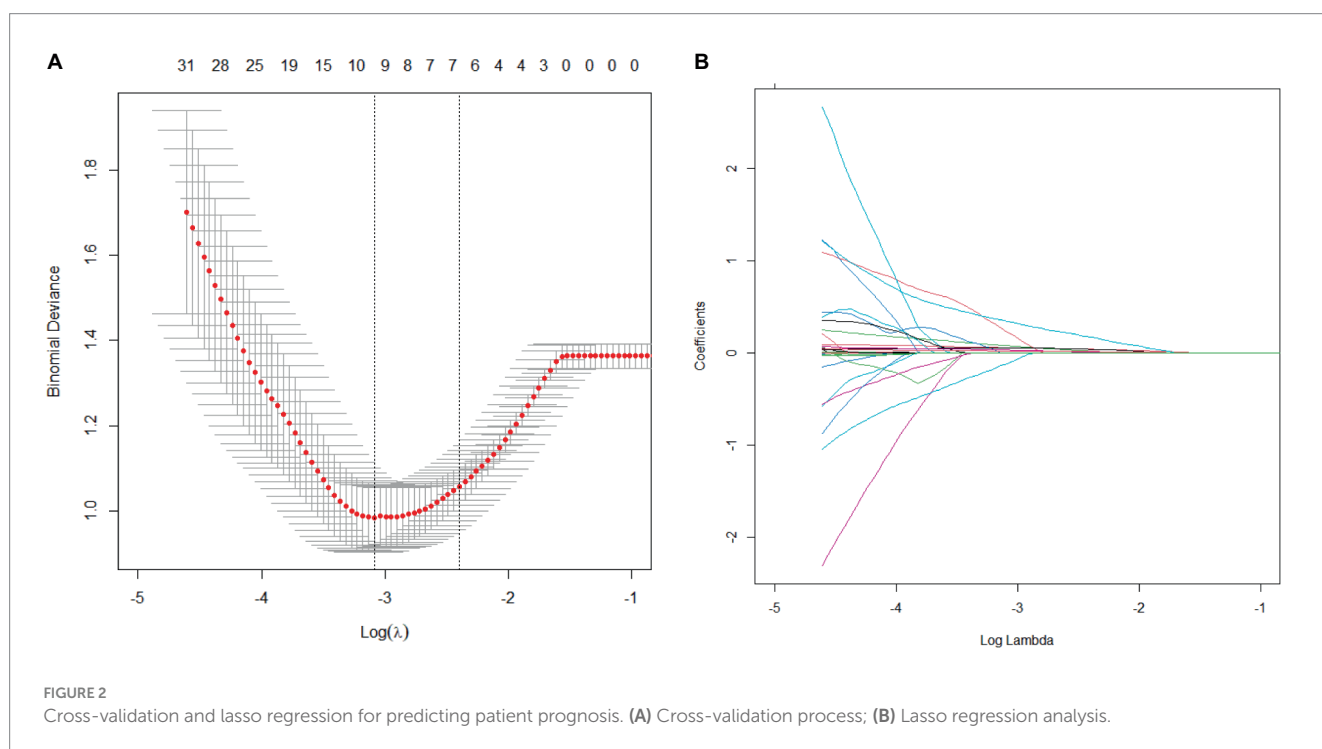 A
31 28 25 19 15 10 9 8 7 7 6 4 4 3 0 0 0 0
Binomial Deviance
1.8
1.6
1.4
1.2
1.0
-5 -4 -3 -2 -1
Log(λ)
B
Coefficients
2
1
0
-1
-2
-5 -4 -3 -2 -1
Log Lambda
FIGURE 2
Cross-validation and lasso regression for predicting patient prognosis. (A) Cross-validation process; (B) Lasso regression analysis.